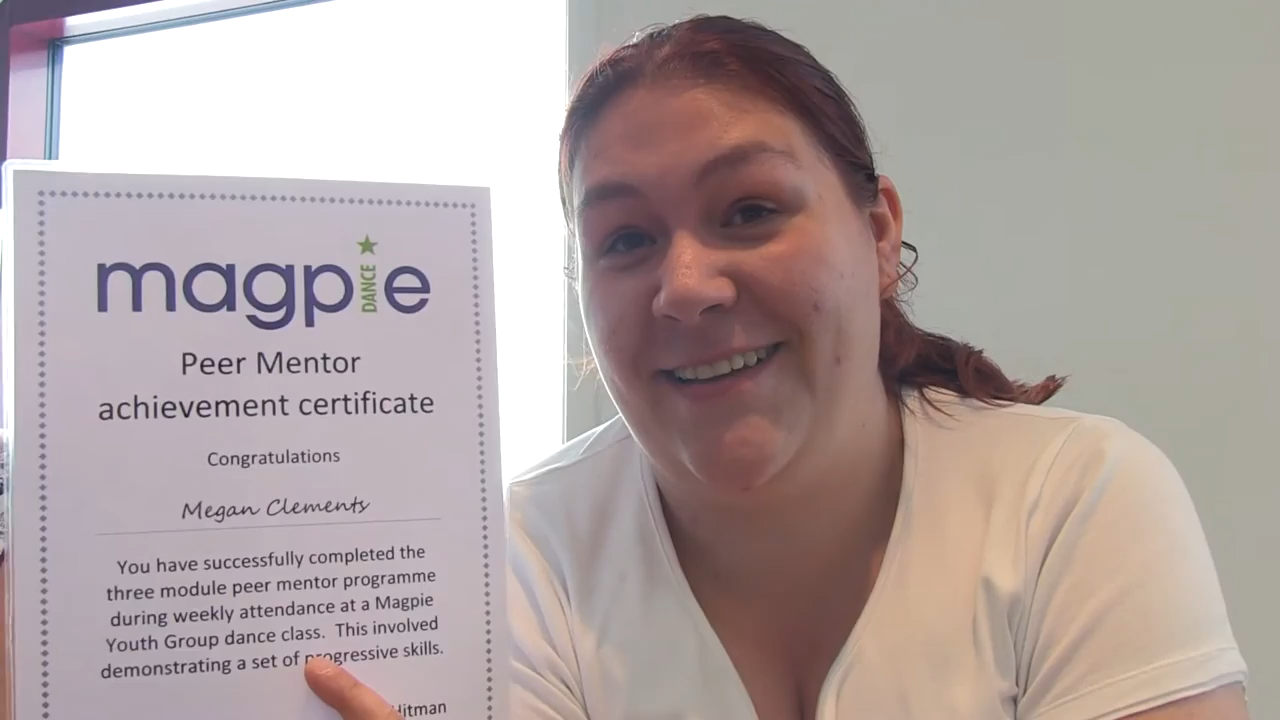 magpie
DANCE
Peer Mentor
achievement certificate
Congratulations
Megan Clements
You have successfully completed the
three module peer mentor programme
during weekly attendance at a Magpie
Youth Group dance class. This involved
demonstrating a set of progressive skills.